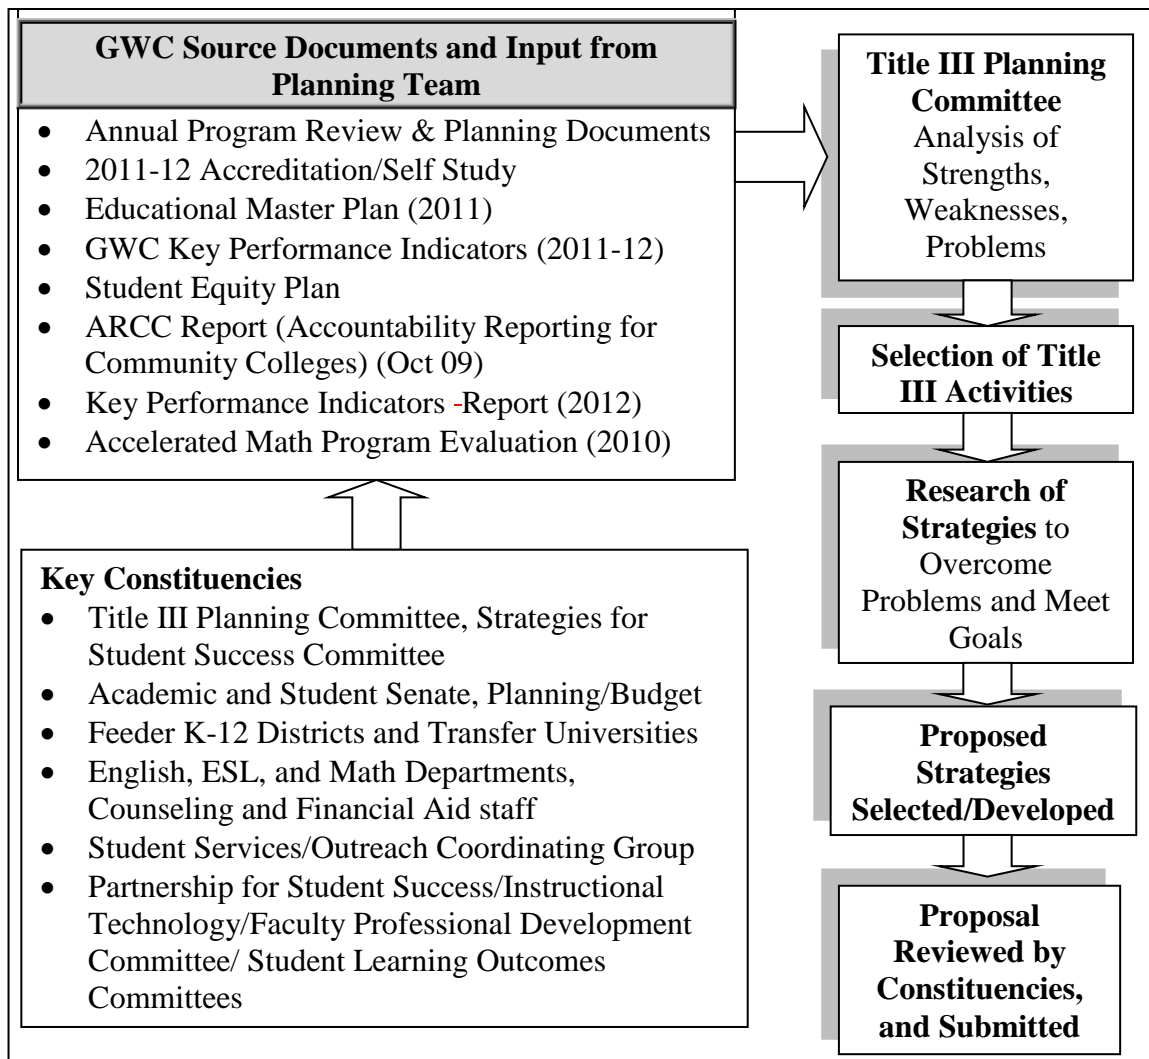 GWC Source Documents and Input from
Planning Team
• Annual Program Review & Planning Documents
• 2011-12 Accreditation/Self Study
• Educational Master Plan (2011)
• GWC Key Performance Indicators (2011-12)
• Student Equity Plan
• ARCC Report (Accountability Reporting for
Community Colleges) (Oct 09)
• Key Performance Indicators -Report (2012)
• Accelerated Math Program Evaluation (2010)
Key Constituencies
• Title III Planning Committee, Strategies for
Student Success Committee
• Academic and Student Senate, Planning/Budget
• Feeder K-12 Districts and Transfer Universities
• English, ESL, and Math Departments,
Counseling and Financial Aid staff
• Student Services/Outreach Coordinating Group
• Partnership for Student Success/Instructional
Technology/Faculty Professional Development
Committee/ Student Learning Outcomes
Committees
Title III Planning
Committee
Analysis of
Strengths,
Weaknesses,
Problems
Selection of Title
III Activities
Research of
Strategies to
Overcome
Problems and Meet
Goals
Proposed
Strategies
Selected/Developed
Proposal
Reviewed by
Constituencies,
and Submitted